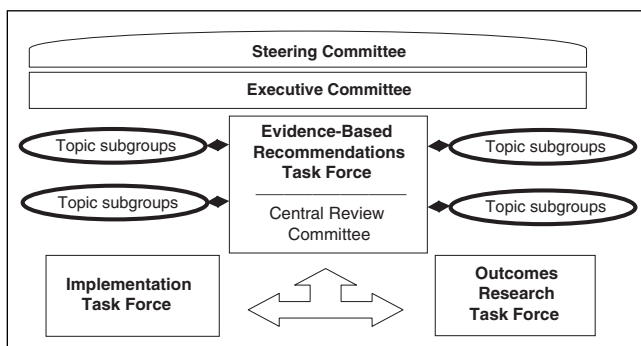 Steering Committee
Executive Committee
Evidence-Based
Recommendations
Task Force
Central Review
Committee
Topic subgroups
Topic subgroups
Topic subgroups
Topic subgroups
Implementation
Task Force
Outcomes
Research
Task Force